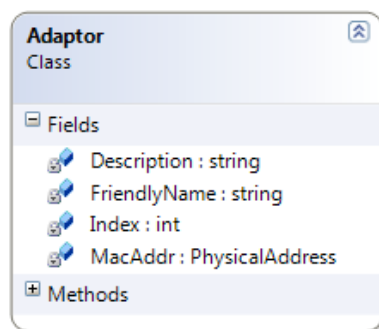 Adaptor
Class
Fields
Description : string
FriendlyName : string
Index : int
MacAddr : PhysicalAddress
Methods